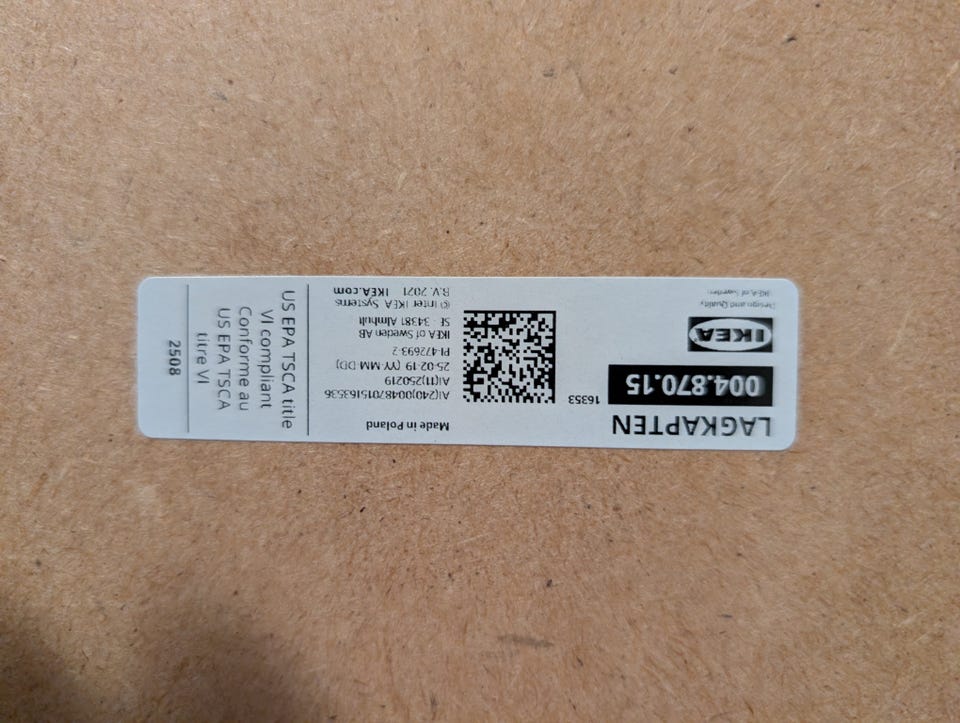 LAGKAPTEN
004.870.15
16353
IKEA
Design and Quality
IKEA of Sweden
Made in Poland
AI(240)00487015163536
AI(11)250219
25-02-19 (YY-MM-DD)
PI-472693-2
IKEA of Sweden AB
SE - 34381 Älmhult
© Inter IKEA Systems
B.V. 2021 IKEA.com
US EPA TSCA title
VI compliant
Conforme au
US EPA TSCA
titre VI
2508